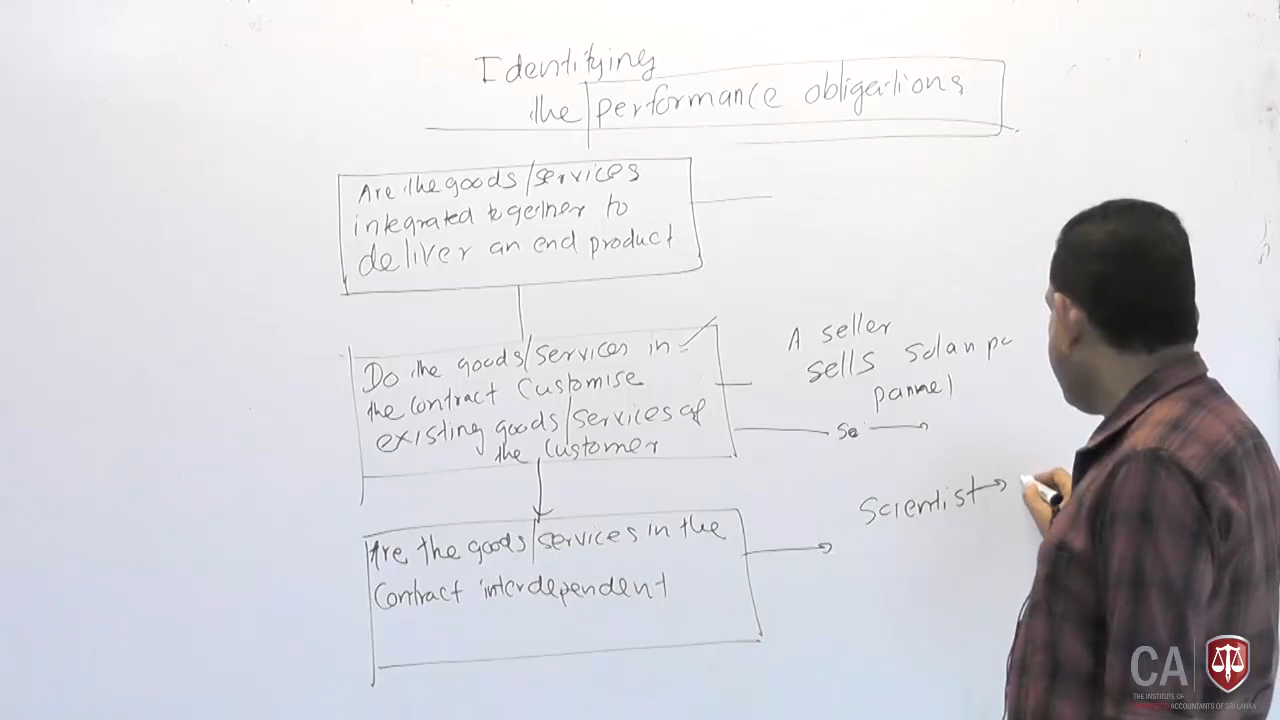 Identifying
the performance obligations
Are the goods/services
integrated together to
deliver an end product
Do the goods/services in
the contract Customise
existing goods/services of
the Customer
Are the goods/services in the
Contract interdependent
A seller
sells
pannel
Se
Scientist
CA
THE INSTITUTE OF
ACCOUNTANTS OF SRI LANKA